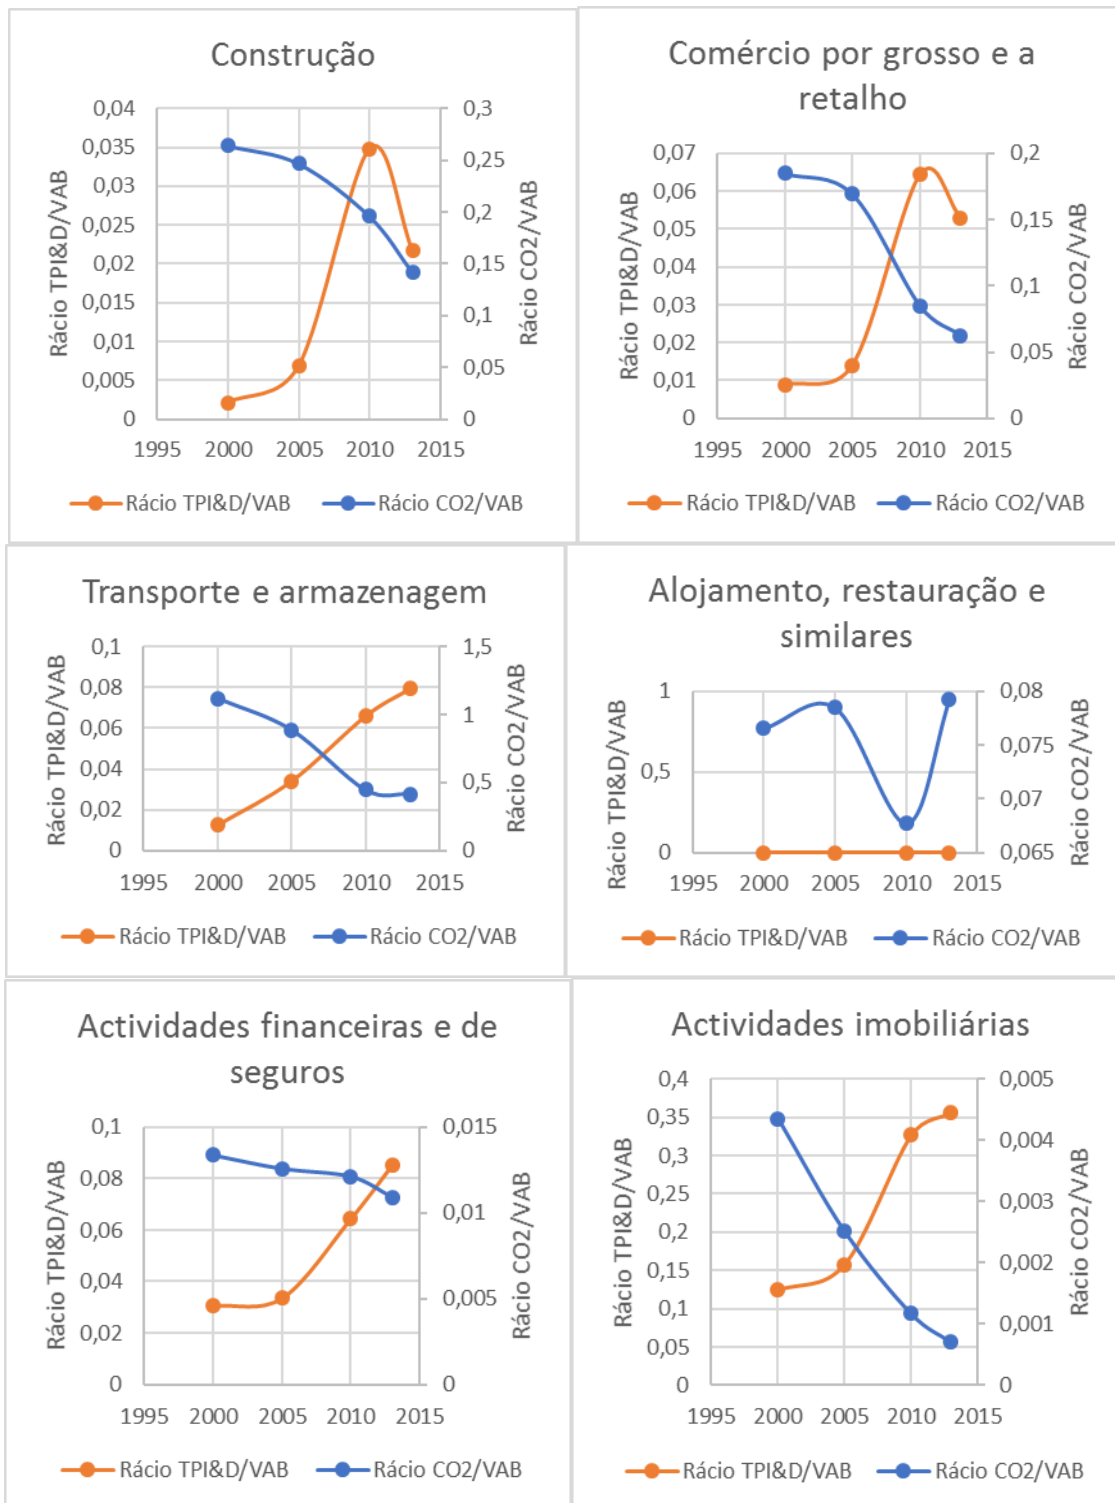 Construção
0,04
0,035
0,03
0,025
0,02
0,015
0,01
0,005
0
Rácio TPI&D/VAB
0,3
0,25
0,2
0,15
0,1
0,05
0
Rácio CO2/VAB
1995 2000 2005 2010 2015
Rácio TPI&D/VAB Rácio CO2/VAB
Comércio por grosso e a
retalho
0,07
0,06
0,05
0,04
0,03
0,02
0,01
0
Rácio TPI&D/VAB
0,2
0,15
0,1
0,05
0
Rácio CO2/VAB
1995 2000 2005 2010 2015
Rácio TPI&D/VAB Rácio CO2/VAB
Transporte e armazenagem
0,1
0,08
0,06
0,04
0,02
0
Rácio TPI&D/VAB
1,5
1
0,5
0
Rácio CO2/VAB
1995 2000 2005 2010 2015
Rácio TPI&D/VAB Rácio CO2/VAB
Alojamento, restauração e
similares
1
0,5
0
Rácio TPI&D/VAB
0,08
0,075
0,07
0,065
Rácio CO2/VAB
1995 2000 2005 2010 2015
Rácio TPI&D/VAB Rácio CO2/VAB
Actividades financeiras e de
seguros
0,1
0,08
0,06
0,04
0,02
0
Rácio TPI&D/VAB
0,015
0,01
0,005
0
Rácio CO2/VAB
1995 2000 2005 2010 2015
Rácio TPI&D/VAB Rácio CO2/VAB
Actividades imobiliárias
0,4
0,35
0,3
0,25
0,2
0,15
0,1
0,05
0
Rácio TPI&D/VAB
0,005
0,004
0,003
0,002
0,001
0
Rácio CO2/VAB
1995 2000 2005 2010 2015
Rácio TPI&D/VAB Rácio CO2/VAB